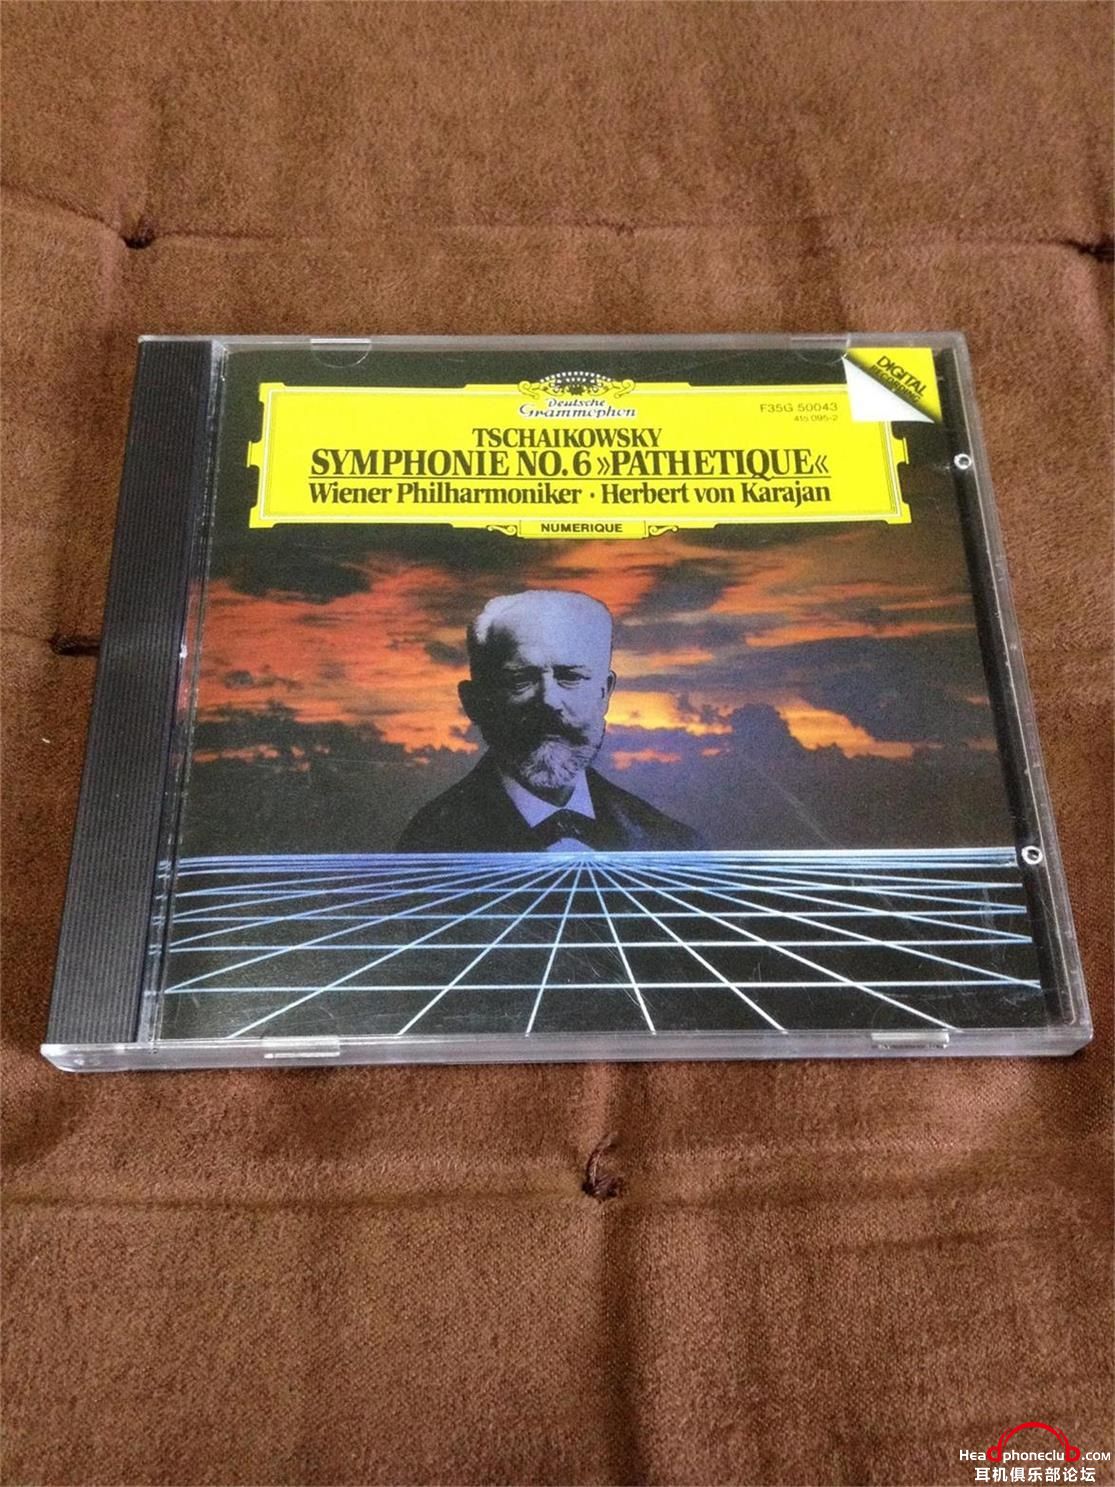 DIGITAL
RECORDING
Deutsche
Grammophon
F35G 50043
415 095-2
TSCHAIKOWSKY
SYMPHONIE NO. 6 »PATHETIQUE«
Wiener Philharmoniker · Herbert von Karajan
NUMERIQUE
Headphoneclub.com
耳机俱乐部论坛